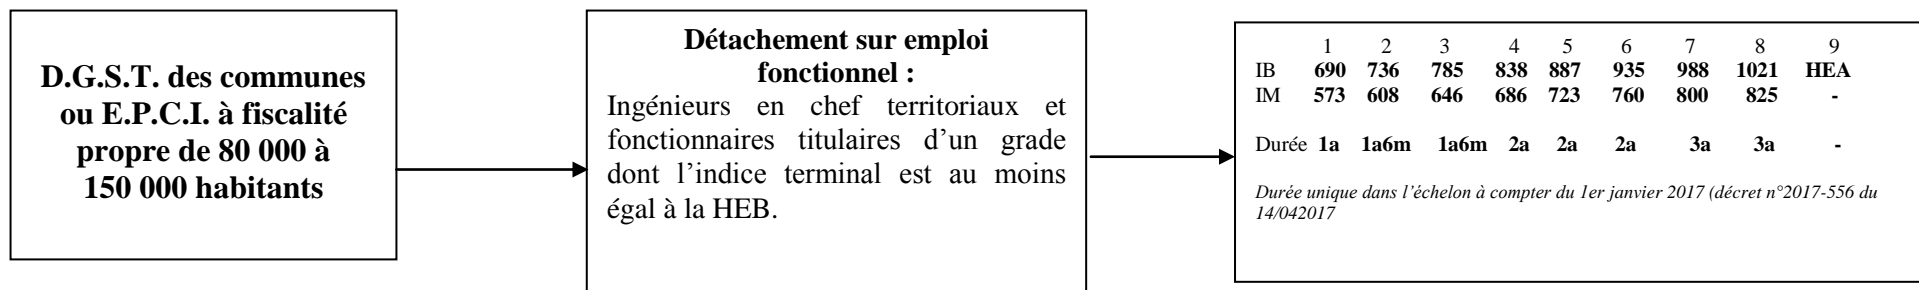 D.G.S.T. des communes
ou E.P.C.I. à fiscalité
propre de 80 000 à
150 000 habitants
Détachement sur emploi
fonctionnel :
Ingénieurs en chef territoriaux et
fonctionnaires titulaires d’un grade
dont l’indice terminal est au moins
égal à la HEB.
1 2 3 4 5 6 7 8 9
IB 690 736 785 838 887 935 988 1021 HEA
IM 573 608 646 686 723 760 800 825 -
Durée 1a 1a6m 1a6m 2a 2a 2a 3a 3a -
Durée unique dans l’échelon à compter du 1er janvier 2017 (décret n°2017-556 du
14/042017